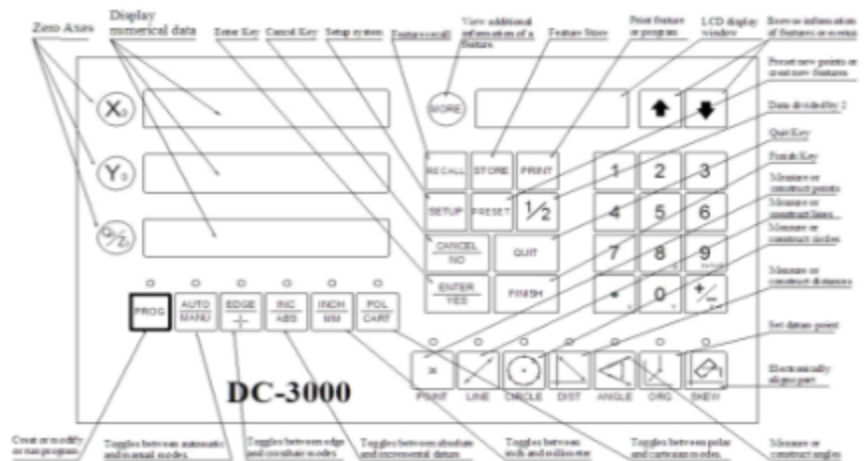 Zero Axes
Display
numerical data
Enter Key
Cancel Key
Setup system
Feature recall
View additional
information of a
feature.
Feature Store
Print feature
or program
LCD display
window
Browse information
of features or menus
Preset new points or
creat new features
Data divided by 2
Quit Key
Finish Key
Measure or
construct points
Measure or
construct lines
Measure or
construct circles
Measure or
construct distances
Set datum point
Electronically
aligns part
Measure or
construct angles
X₀
MORE
Y₀
RECALL
STORE
PRINT
1
2
3
SETUP
PRESET
1/2
4
5
6
CANCEL
NO
QUIT
7
8
9
ENTER
YES
FINISH
0
+/-
PROG
AUTO
MANU
EDGE
INC
ABS
INCH
MM
POL
CART
DC-3000
POINT
LINE
CIRCLE
DIST
ANGLE
ORG
SKEW
Creat or modify
or run program
Toggles between automatic
and manual modes.
Toggles between edge
and crosshair modes
Toggles between absolute
and incremental datum
Toggles between
inch and millimeter
Toggles between polar
and cartesian modes.